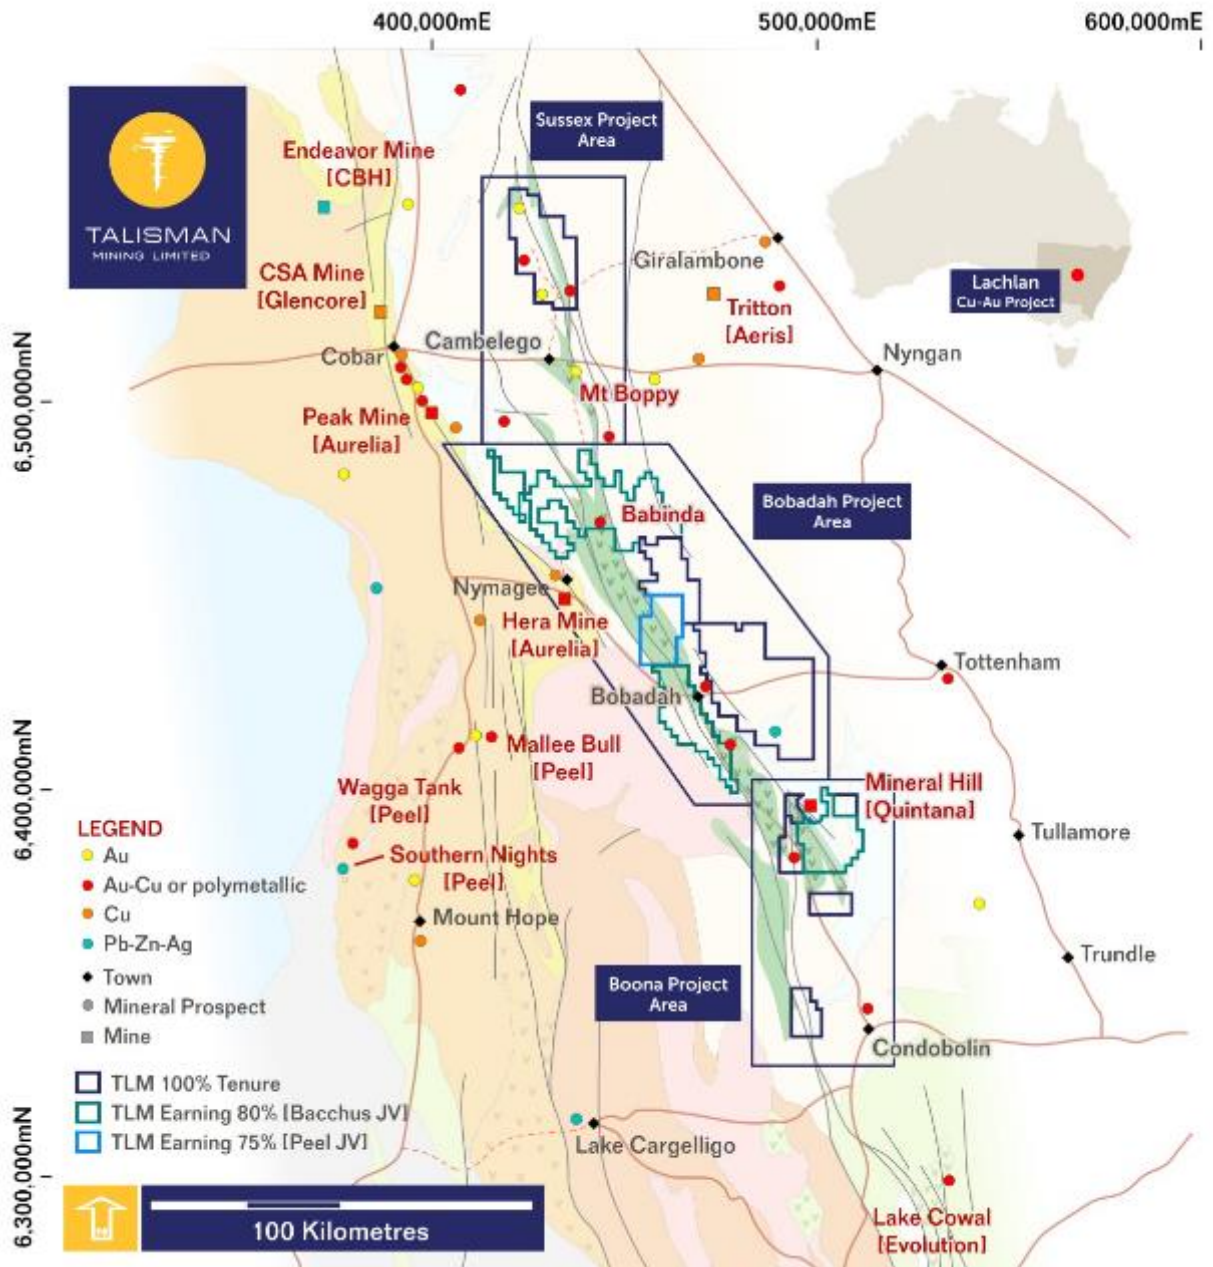 400,000mE
500,000mE
600,000mE
TALISMAN
MINING LIMITED
Sussex Project
Area
Endeavor Mine
[CBH]
CSA Mine
[Glencore]
Giralambone
Tritton
[Aeris]
Lachlan
Cu-Au Project
Cobar
Cambelego
Nyngan
6,500,000mN
Peak Mine
[Aurelia]
Mt Boppy
Babinda
Bobadah Project
Area
Nymagee
Hera Mine
[Aurelia]
Bobadah
Tottenham
6,400,000mN
Mallee Bull
[Peel]
Wagga Tank
[Peel]
Mineral Hill
[Quintana]
Tullamore
Southern Nights
[Peel]
Mount Hope
Trundle
Boona Project
Area
Condobolin
LEGEND
Au
Au-Cu or polymetallic
Cu
Pb-Zn-Ag
Town
Mineral Prospect
Mine
TLM 100% Tenure
TLM Earning 80% [Bacchus JV]
TLM Earning 75% [Peel JV]
Lake Cargelligo
6,300,000mN
100 Kilometres
Lake Cowal
[Evolution]